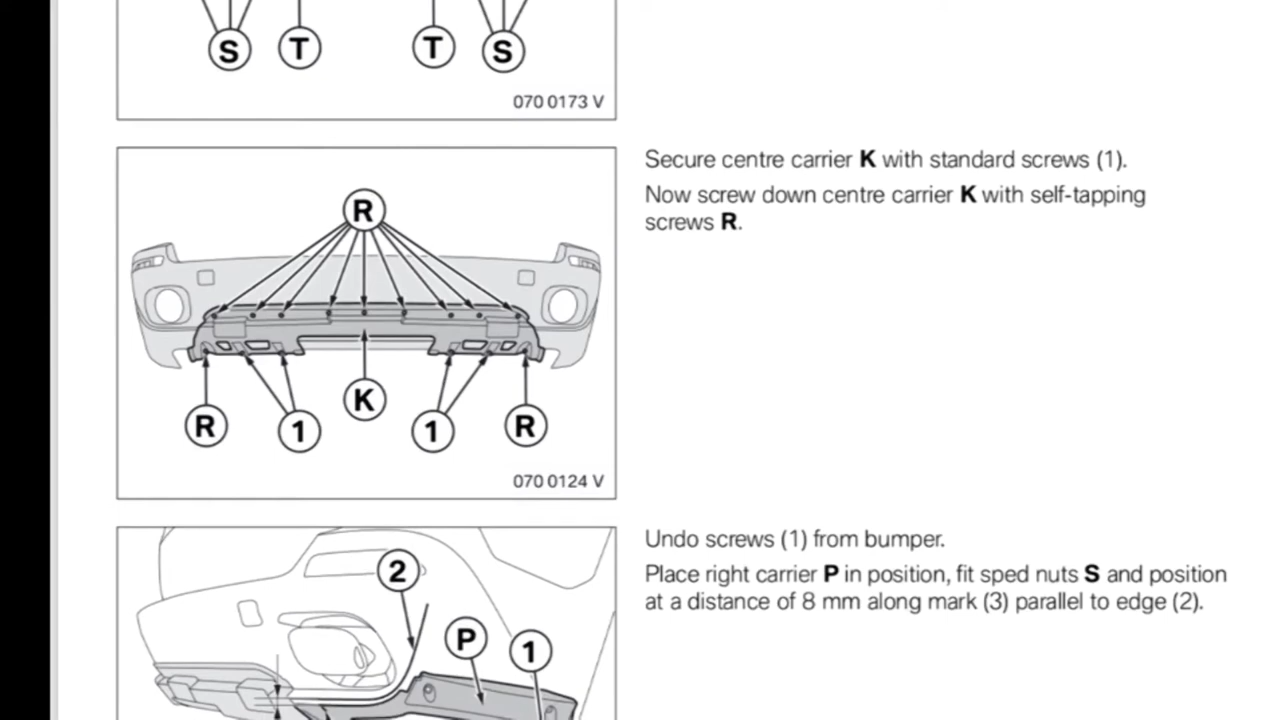 S T T S
070 0173 V
Secure centre carrier K with standard screws (1).
Now screw down centre carrier K with self-tapping
screws R.
R
K
R 1 1 R
070 0124 V
Undo screws (1) from bumper.
Place right carrier P in position, fit sped nuts S and position
at a distance of 8 mm along mark (3) parallel to edge (2).
2
P 1